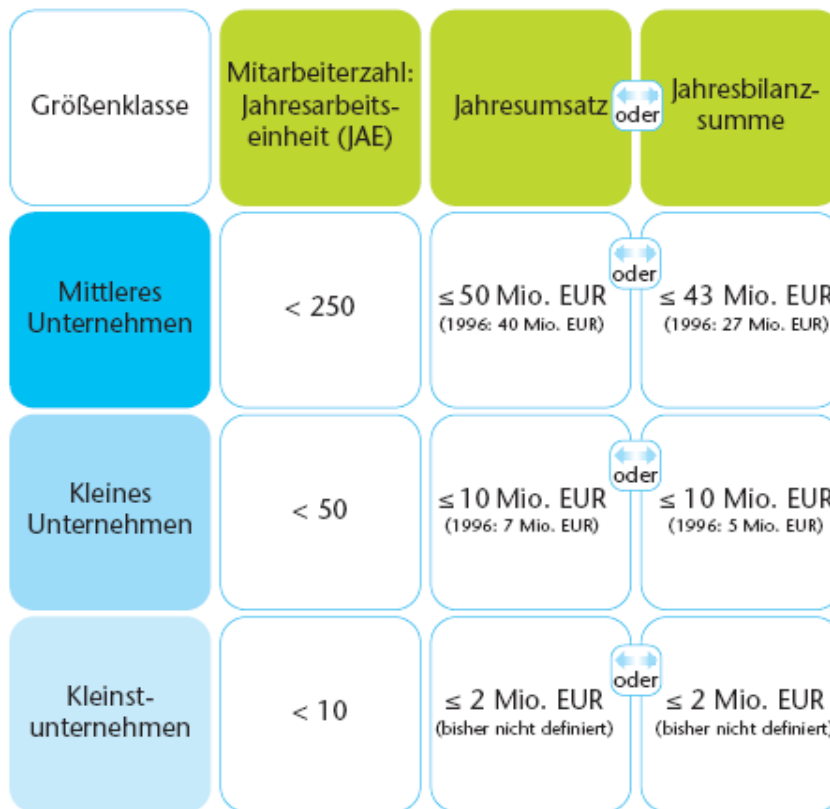 Größenklasse
Mitarbeiterzahl:
Jahresarbeits-
einheit (JAE)
Jahresumsatz
oder
Jahresbilanz-
summe
Mittleres
Unternehmen
< 250
≤ 50 Mio. EUR
(1996: 40 Mio. EUR)
oder
≤ 43 Mio. EUR
(1996: 27 Mio. EUR)
Kleines
Unternehmen
< 50
≤ 10 Mio. EUR
(1996: 7 Mio. EUR)
oder
≤ 10 Mio. EUR
(1996: 5 Mio. EUR)
Kleinst-
unternehmen
< 10
≤ 2 Mio. EUR
(bisher nicht definiert)
oder
≤ 2 Mio. EUR
(bisher nicht definiert)